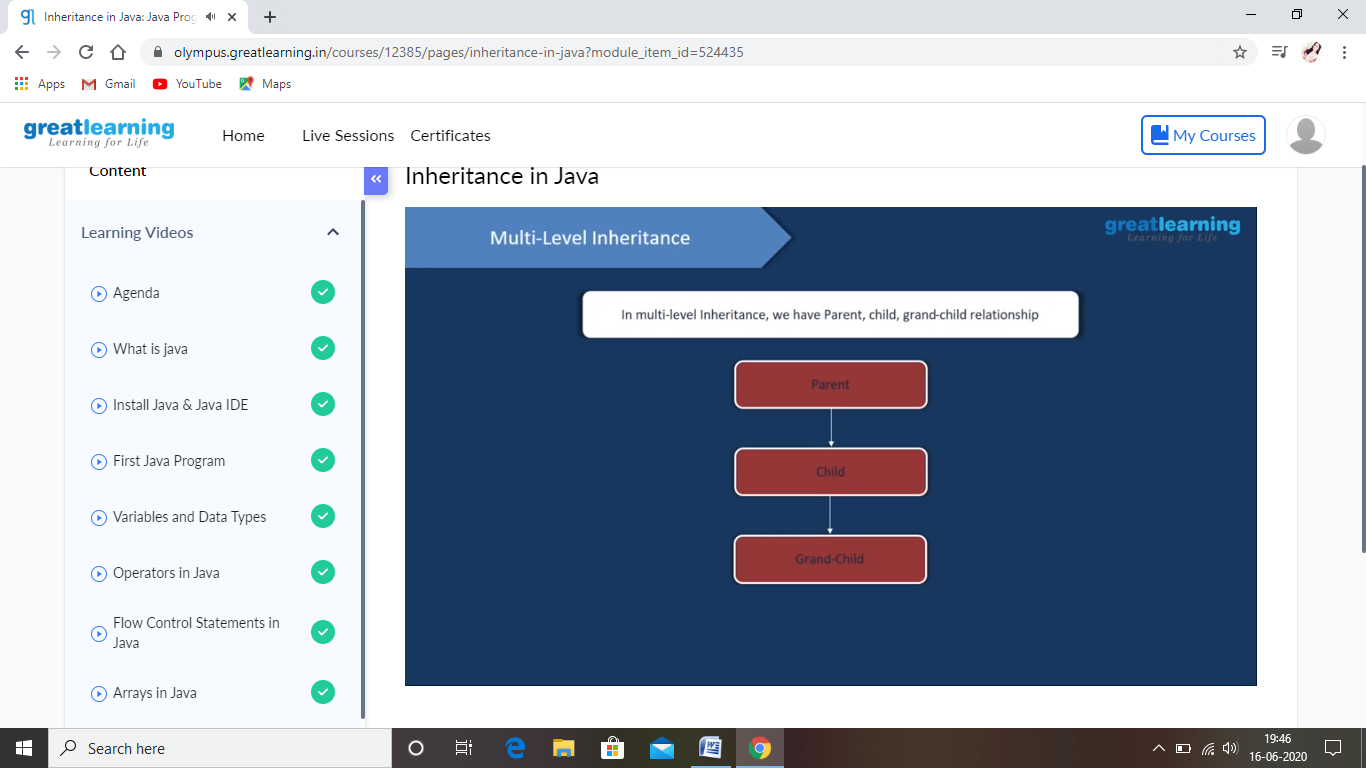 Inheritance in Java: Java Prog
olympus.greatlearning.in/courses/12385/pages/inheritance-in-java?module_item_id=524435
Apps Gmail YouTube Maps
greatlearning
Learning for Life
Home Live Sessions Certificates
My Courses
Content
Learning Videos
Agenda
What is java
Install Java & Java IDE
First Java Program
Variables and Data Types
Operators in Java
Flow Control Statements in
Java
Arrays in Java
Inheritance in Java
Multi-Level Inheritance
greatlearning
Learning for Life
In multi-level Inheritance, we have Parent, child, grand-child relationship
Parent
Child
Grand-Child
Search here
19:46
16-06-2020